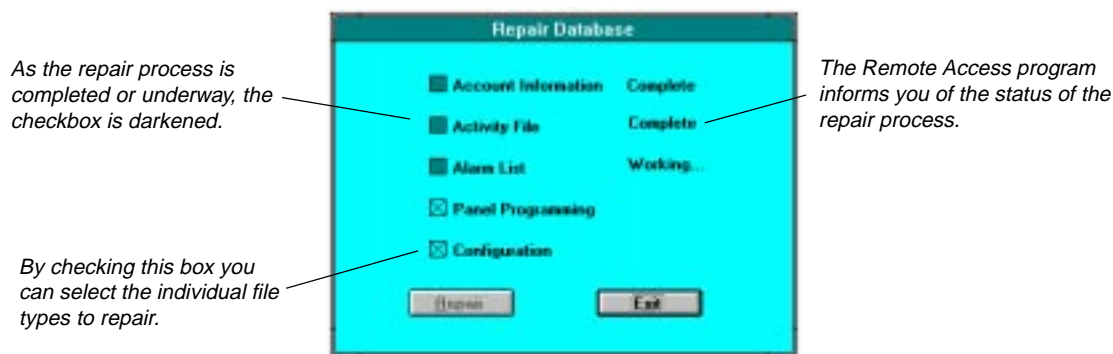 Repair Database
As the repair process is
completed or underway, the
checkbox is darkened.
Account Information Complete
Activity File Complete
Alarm List Working...
Panel Programming
Configuration
The Remote Access program
informs you of the status of the
repair process.
By checking this box you
can select the individual file
types to repair.
Repair Exit